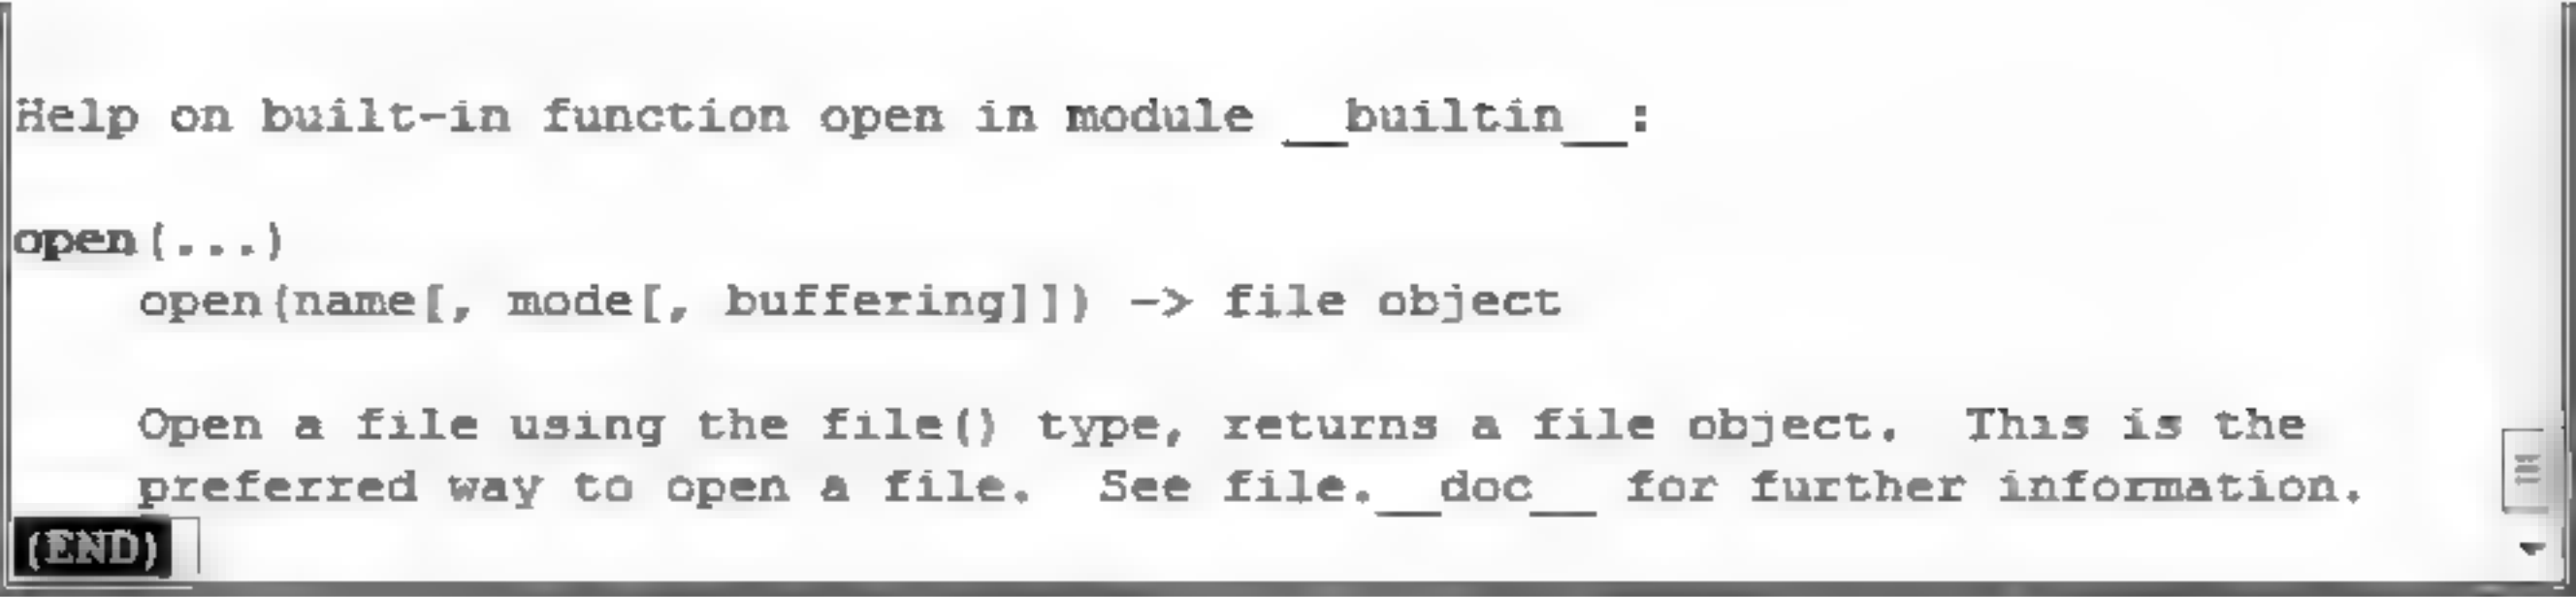 Help on built-in function open in module __builtin__:
open(...)
    open(name[, mode[, buffering]]) -> file object
    Open a file using the file() type, returns a file object.  This is the
    preferred way to open a file.  See file.__doc__ for further information.
(END)